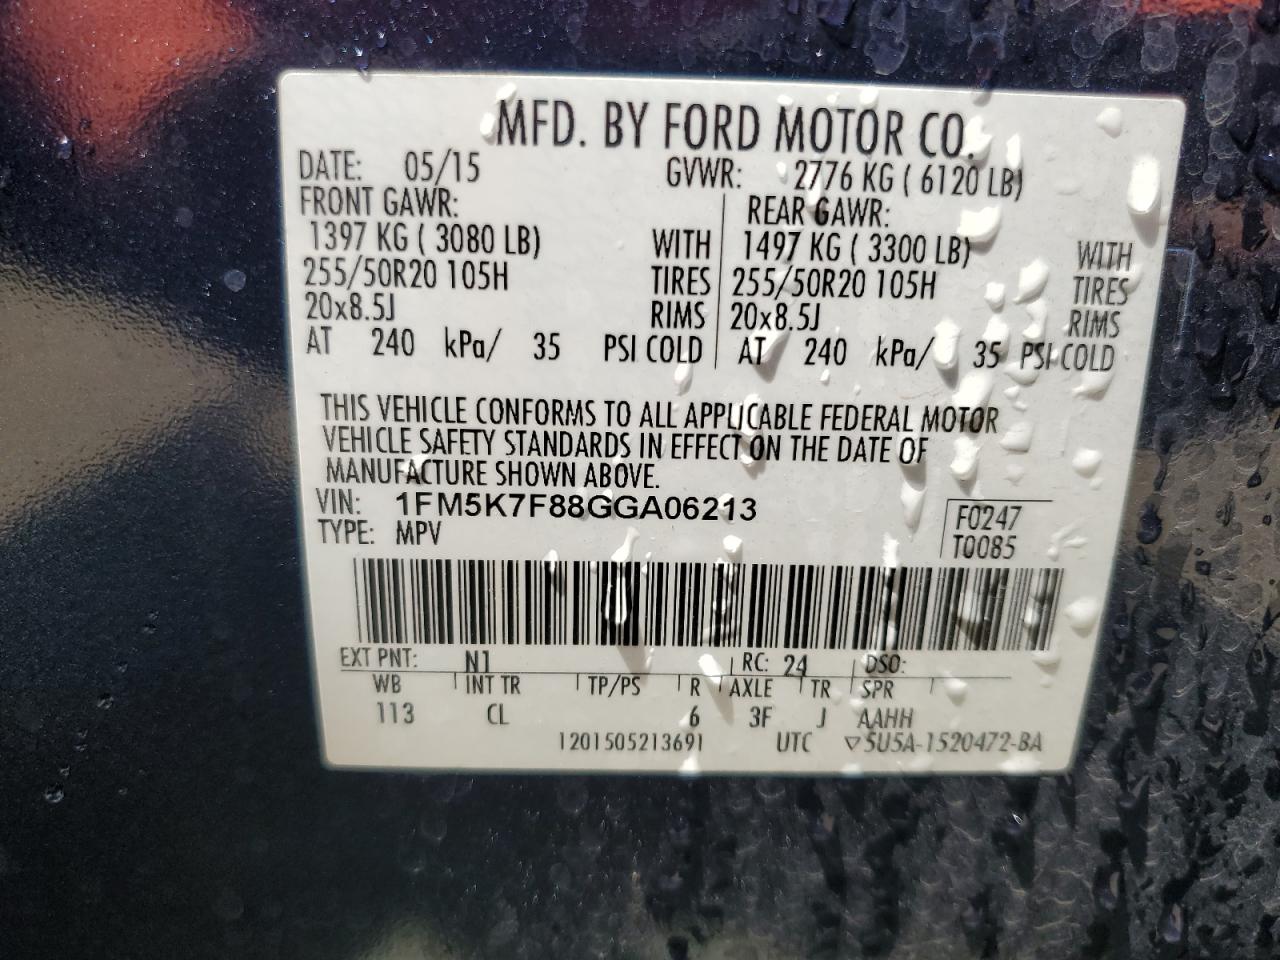 MFD. BY FORD MOTOR CO.
DATE: 05/15 GVWR: 2776 KG ( 6120 LB)
FRONT GAWR: REAR GAWR:
1397 KG ( 3080 LB) WITH 1497 KG ( 3300 LB) WITH
255/50R20 105H TIRES 255/50R20 105H TIRES
20x8.5J RIMS 20x8.5J RIMS
AT 240 kPa/ 35 PSI COLD AT 240 kPa/ 35 PSI COLD
THIS VEHICLE CONFORMS TO ALL APPLICABLE FEDERAL MOTOR
VEHICLE SAFETY STANDARDS IN EFFECT ON THE DATE OF
MANUFACTURE SHOWN ABOVE.
VIN: 1FM5K7F88GGA06213 F0247
TYPE: MPV T0085
EXT PNT: N1 RC: 24 DSO:
WB INT TR TP/PS R AXLE TR SPR
113 CL 6 3F J AAHH
1201505213691 UTC ▽5U5A-1520472-BA